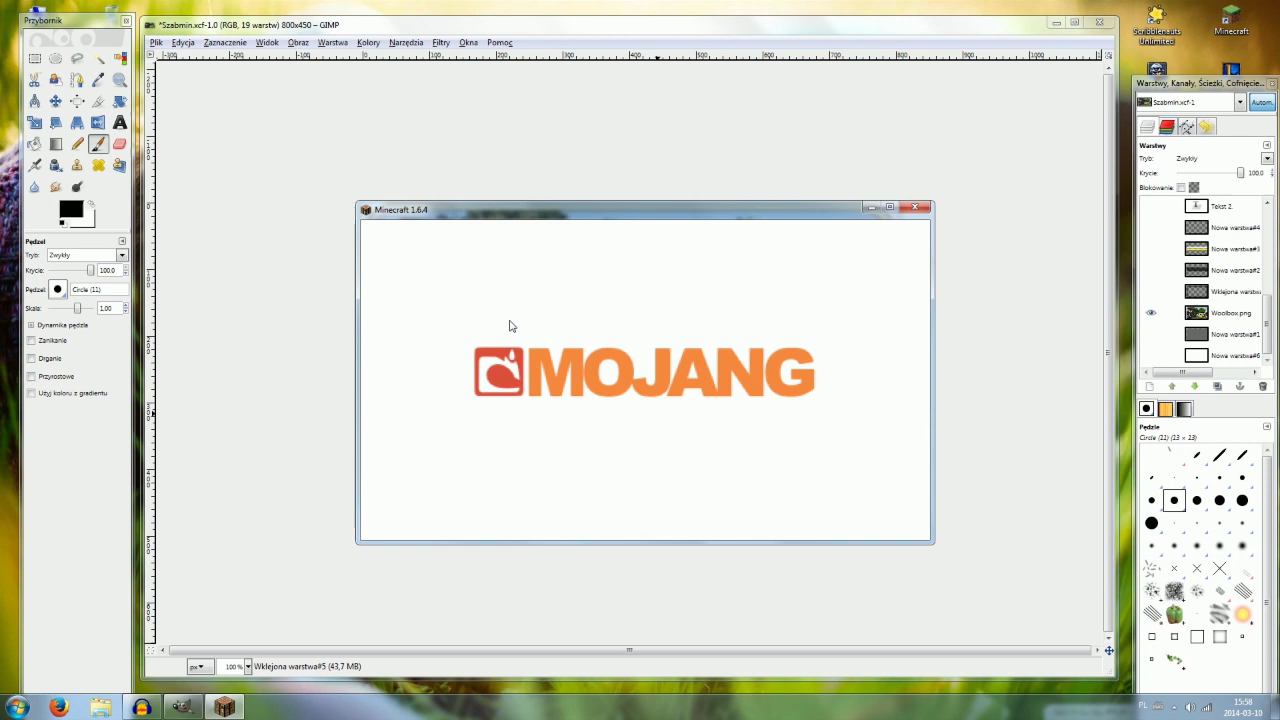 Przybornik
*Szabmin.xcf-1.0 (RGB, 19 warstw) 800x450 – GIMP
Plik Edycja Zaznaczenie Widok Obraz Warstwa Kolory Narzędzia Filtry Okna Pomoc
Scribblenauts Unlimited
Minecraft
Warstwy, Kanały, Ścieżki, Cofnięcie...
Szabmin.xcf-1
Autom.
Warstwy
Tryb: Zwykły
Krycie: 100,0
Blokowanie:
Tekst 2.
Nowa warstwa#4
Nowa warstwa#3
Nowa warstwa#2
Wklejona warstwa
Woolbox.png
Nowa warstwa#1
Nowa warstwa#6
Pędzel
Tryb: Zwykły
Krycie: 100,0
Pędzel: Circle (11)
Skala: 1,00
Dynamika pędzla
Zanikanie
Drganie
Przyrostowe
Użyj koloru z gradientu
Minecraft 1.6.4
MOJANG
Pędzle
Circle (11) (13 × 13)
px 100% Wklejona warstwa#5 (43,7 MB)
PL
15:58
2014-03-10